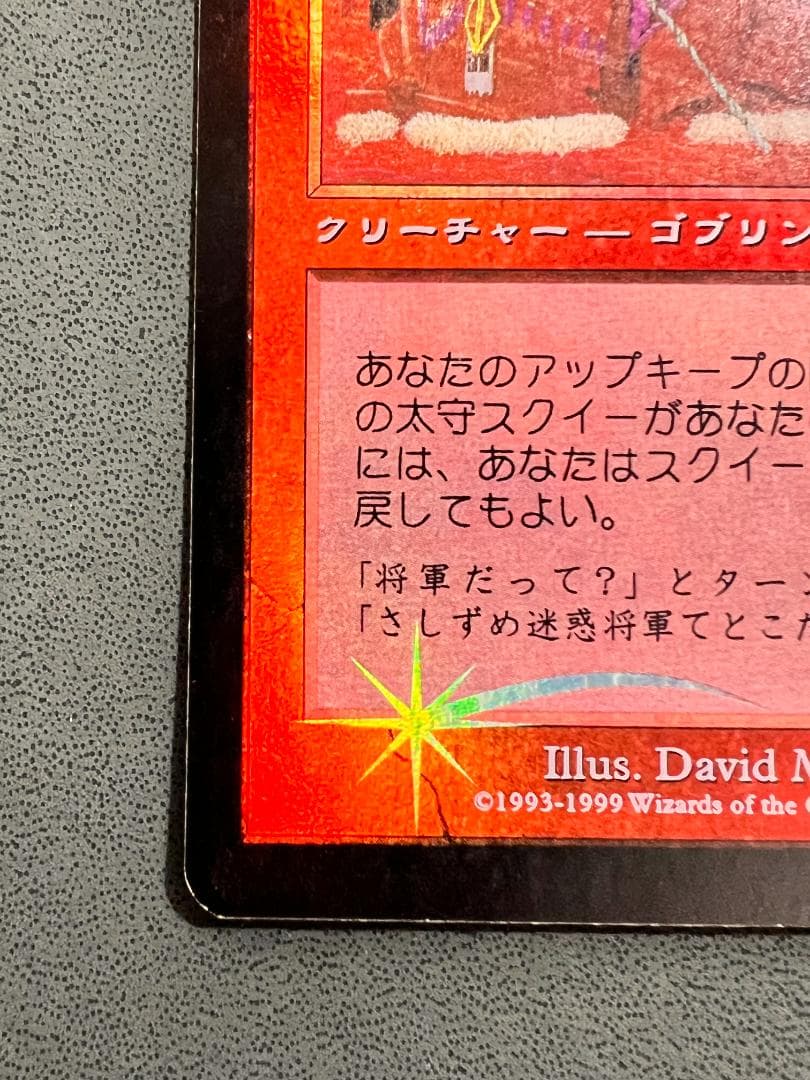 クリーチャー — ゴブリン
あなたのアップキープの
の太守スクイーがあなた
には、あなたはスクイー
戻してもよい。
「将軍だって？」とターン
「さしずめ迷惑将軍てとこだ
Illus. David M
©1993-1999 Wizards of the